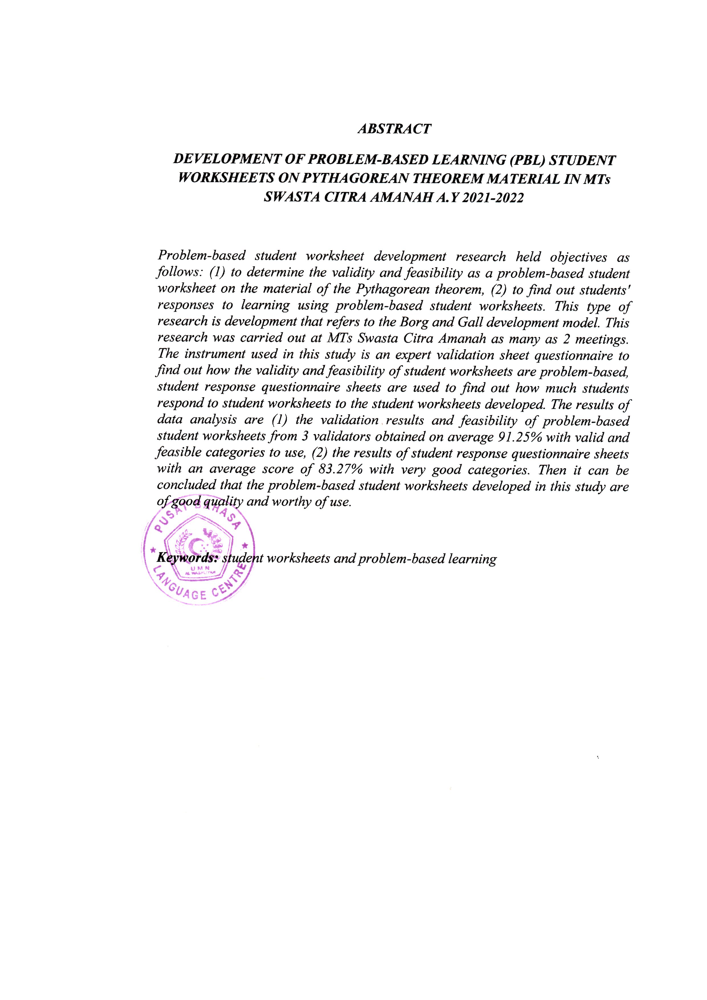 ABSTRACT
DEVELOPMENT OF PROBLEM-BASED LEARNING (PBL) STUDENT
WORKSHEETS ON PYTHAGOREAN THEOREM MATERIAL IN MTs
SWASTA CITRA AMANAH A.Y 2021-2022
Problem-based student worksheet development research held objectives as
follows: (1) to determine the validity and feasibility as a problem-based student
worksheet on the material of the Pythagorean theorem, (2) to find out students'
responses to learning using problem-based student worksheets. This type of
research is development that refers to the Borg and Gall development model. This
research was carried out at MTs Swasta Citra Amanah as many as 2 meetings.
The instrument used in this study is an expert validation sheet questionnaire to
find out how the validity and feasibility of student worksheets are problem-based,
student response questionnaire sheets are used to find out how much students
respond to student worksheets to the student worksheets developed. The results of
data analysis are (1) the validation results and feasibility of problem-based
student worksheets from 3 validators obtained on average 91.25% with valid and
feasible categories to use, (2) the results of student response questionnaire sheets
with an average score of 83.27% with very good categories. Then it can be
concluded that the problem-based student worksheets developed in this study are
of good quality and worthy of use.
PUSAT BAHASA
Keywords: student worksheets and problem-based learning
UMN
AL WASHLIYAH
LANGUAGE CENTRE